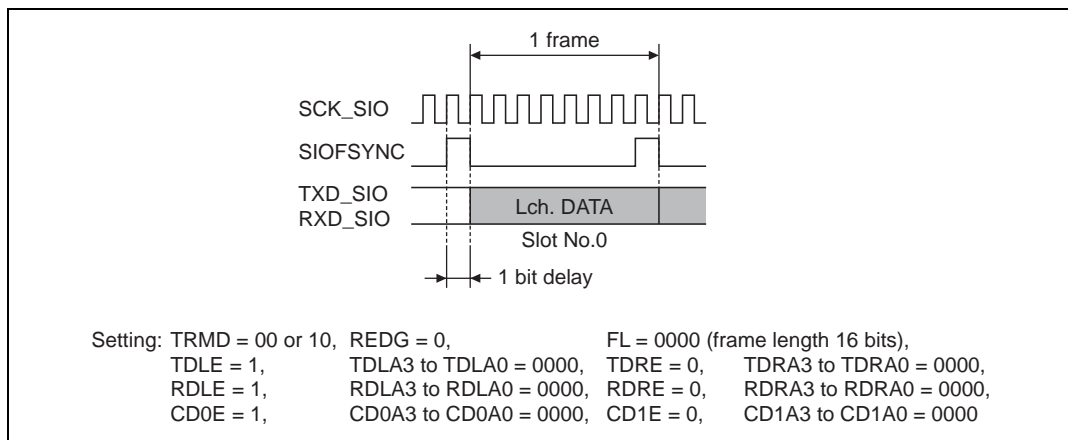 1 frame
SCK_SIO
SIOFSYNC
TXD_SIO
RXD_SIO
Lch. DATA
Slot No.0
1 bit delay
Setting: TRMD = 00 or 10, REDG = 0, FL = 0000 (frame length 16 bits),
TDLE = 1, TDLA3 to TDLA0 = 0000, TDRE = 0, TDRA3 to TDRA0 = 0000,
RDLE = 1, RDLA3 to RDLA0 = 0000, RDRE = 0, RDRA3 to RDRA0 = 0000,
CD0E = 1, CD0A3 to CD0A0 = 0000, CD1E = 0, CD1A3 to CD1A0 = 0000